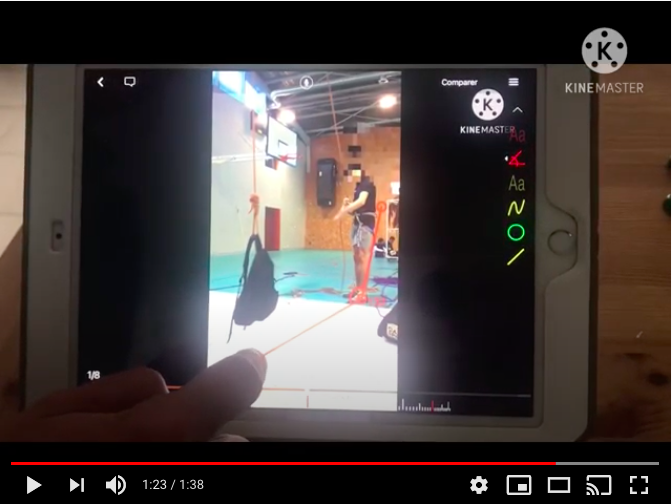 K
KINEMASTER
Comparer
K
KINEMASTER
Aa
Aa
1/8
1:23 / 1:38